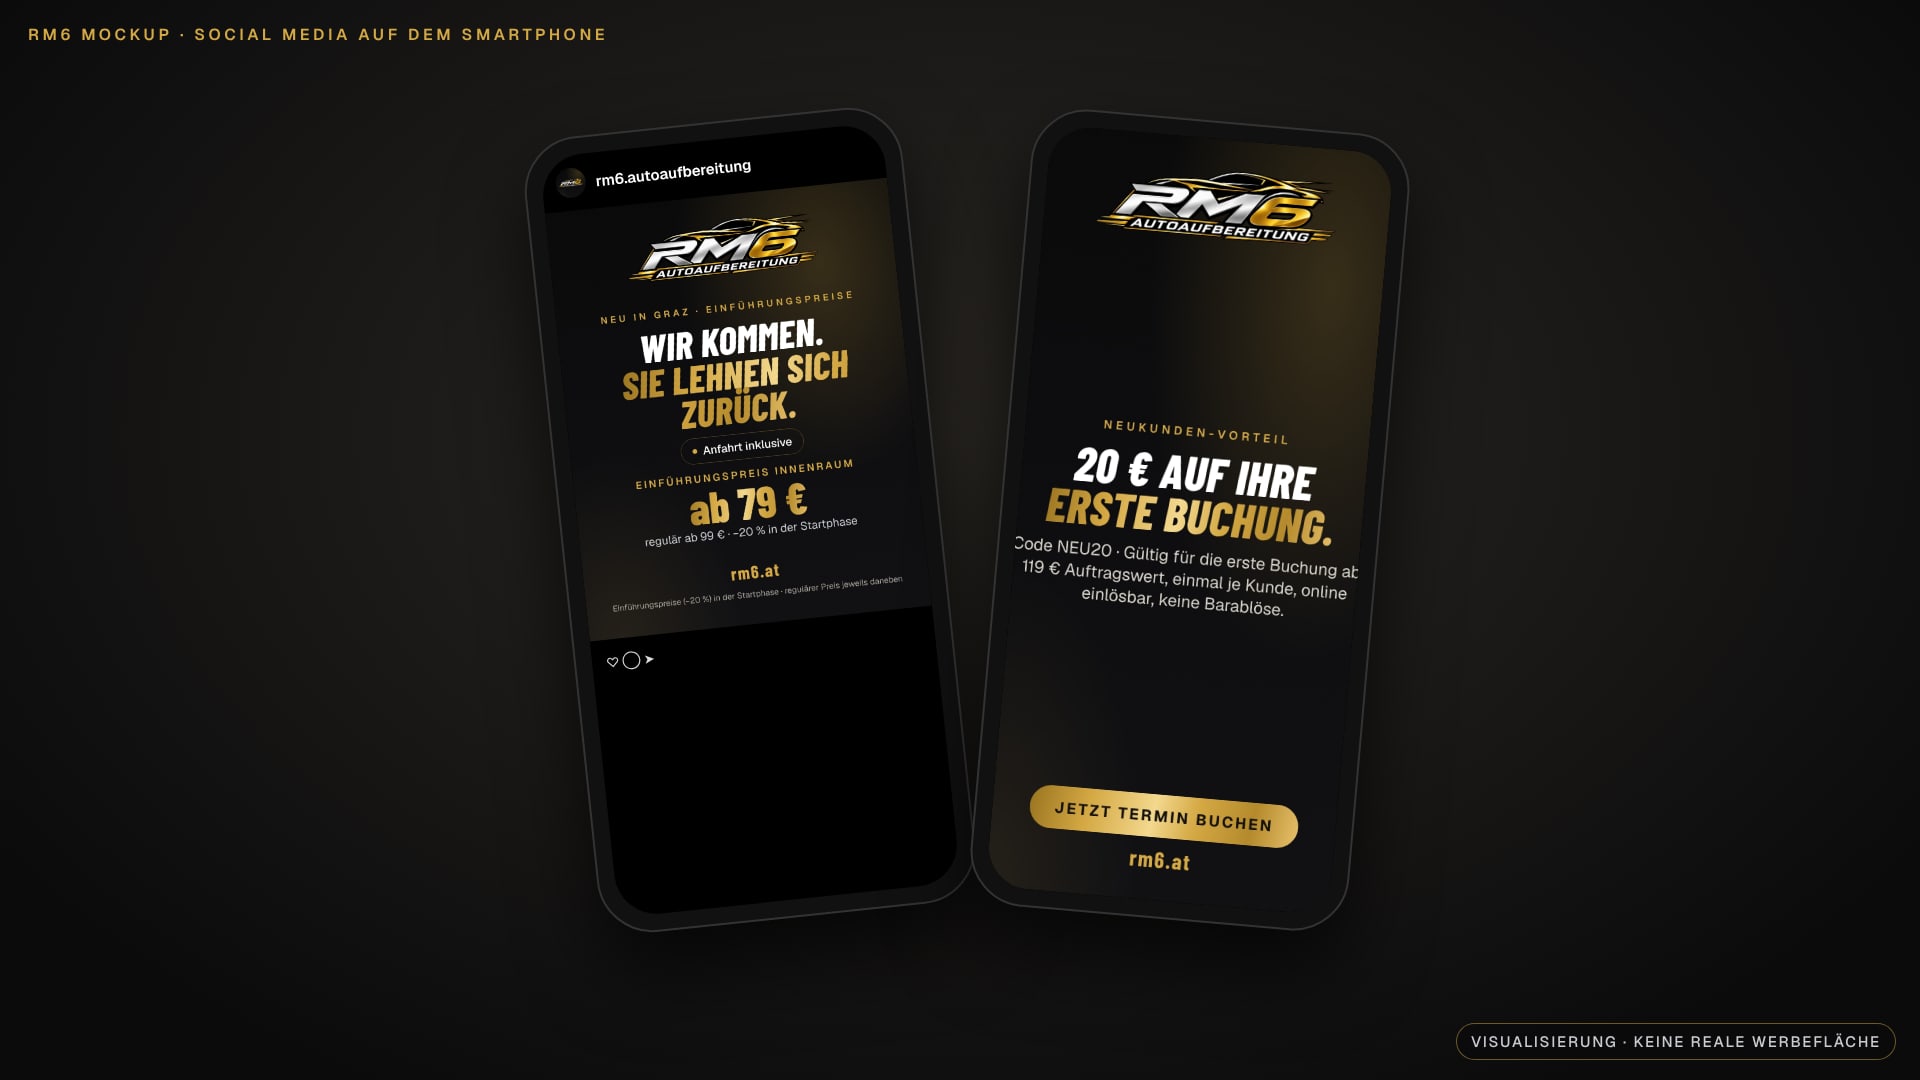 RM6 MOCKUP · SOCIAL MEDIA AUF DEM SMARTPHONE
rm6.autoaufbereitung
RM6
AUTOAUFBEREITUNG
NEU IN GRAZ · EINFÜHRUNGSPREISE
WIR KOMMEN.
SIE LEHNEN SICH
ZURÜCK.
Anfahrt inklusive
EINFÜHRUNGSPREIS INNENRAUM
ab 79 €
regulär ab 99 € · −20 % in der Startphase
rm6.at
Einführungspreise (−20 %) in der Startphase · regulärer Preis jeweils daneben
RM6
AUTOAUFBEREITUNG
NEUKUNDEN-VORTEIL
20 € AUF IHRE
ERSTE BUCHUNG.
Code NEU20 · Gültig für die erste Buchung ab
119 € Auftragswert, einmal je Kunde, online
einlösbar, keine Barablöse.
JETZT TERMIN BUCHEN
rm6.at
VISUALISIERUNG · KEINE REALE WERBEFLÄCHE